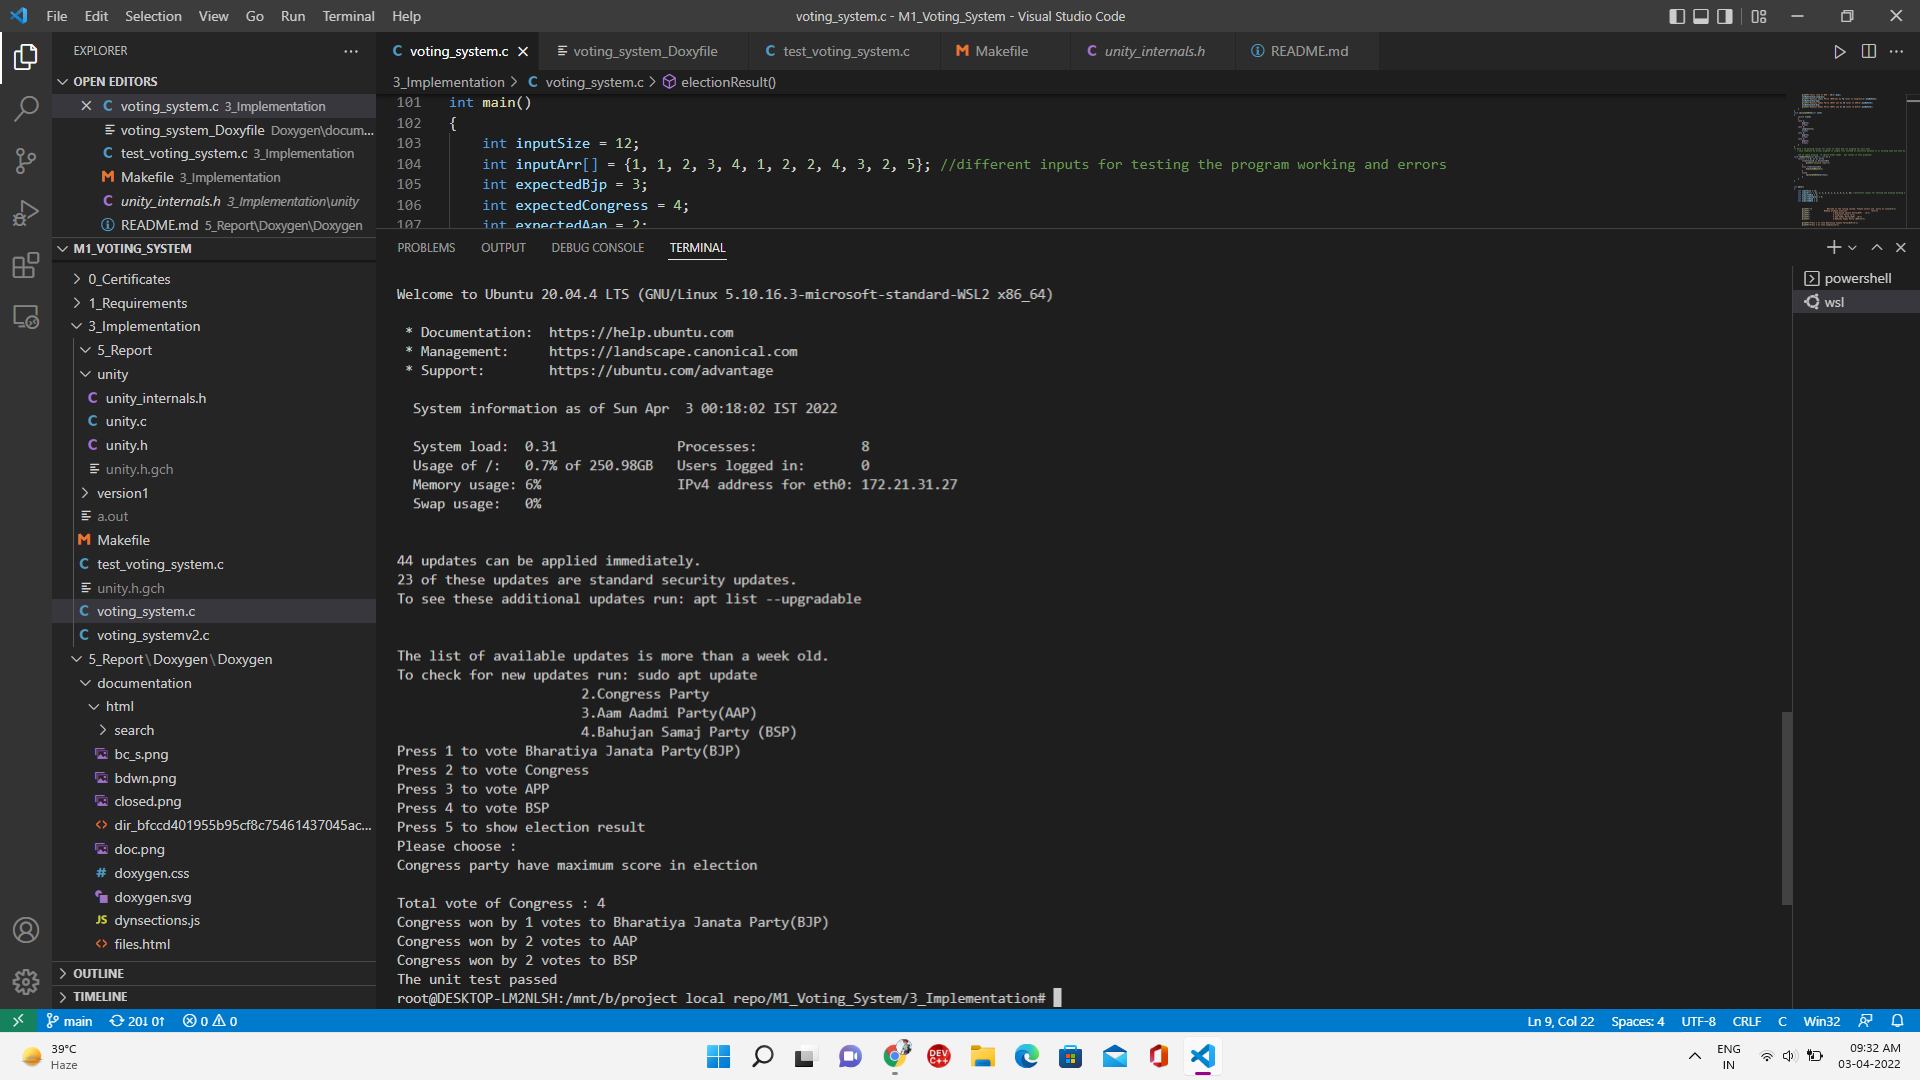 File Edit Selection View Go Run Terminal Help
voting_system.c - M1_Voting_System - Visual Studio Code
EXPLORER
OPEN EDITORS
voting_system.c 3_Implementation
voting_system_Doxyfile Doxygen\docum...
test_voting_system.c 3_Implementation
Makefile 3_Implementation
unity_internals.h 3_Implementation\unity
README.md 5_Report\Doxygen\Doxygen
M1_VOTING_SYSTEM
0_Certificates
1_Requirements
3_Implementation
5_Report
unity
unity_internals.h
unity.c
unity.h
unity.h.gch
version1
a.out
Makefile
test_voting_system.c
unity.h.gch
voting_system.c
voting_systemv2.c
5_Report\Doxygen\Doxygen
documentation
html
search
bc_s.png
bdwn.png
closed.png
dir_bfccd401955b95cf8c75461437045ac...
doc.png
doxygen.css
doxygen.svg
dynsections.js
files.html
OUTLINE
TIMELINE
voting_system.c voting_system_Doxyfile test_voting_system.c Makefile unity_internals.h README.md
3_Implementation > voting_system.c > electionResult()
101 int main()
102 {
103 int inputSize = 12;
104 int inputArr[] = {1, 1, 2, 3, 4, 1, 2, 2, 4, 3, 2, 5}; //different inputs for testing the program working and errors
105 int expectedBjp = 3;
106 int expectedCongress = 4;
107 int expectedAap = 2;
PROBLEMS OUTPUT DEBUG CONSOLE TERMINAL
powershell
wsl
Welcome to Ubuntu 20.04.4 LTS (GNU/Linux 5.10.16.3-microsoft-standard-WSL2 x86_64)
* Documentation: https://help.ubuntu.com
* Management: https://landscape.canonical.com
* Support: https://ubuntu.com/advantage
System information as of Sun Apr 3 00:18:02 IST 2022
System load: 0.31 Processes: 8
Usage of /: 0.7% of 250.98GB Users logged in: 0
Memory usage: 6% IPv4 address for eth0: 172.21.31.27
Swap usage: 0%
44 updates can be applied immediately.
23 of these updates are standard security updates.
To see these additional updates run: apt list --upgradable
The list of available updates is more than a week old.
To check for new updates run: sudo apt update
2.Congress Party
3.Aam Aadmi Party(AAP)
4.Bahujan Samaj Party (BSP)
Press 1 to vote Bharatiya Janata Party(BJP)
Press 2 to vote Congress
Press 3 to vote APP
Press 4 to vote BSP
Press 5 to show election result
Please choose :
Congress party have maximum score in election
Total vote of Congress : 4
Congress won by 1 votes to Bharatiya Janata Party(BJP)
Congress won by 2 votes to AAP
Congress won by 2 votes to BSP
The unit test passed
root@DESKTOP-LM2NLSH:/mnt/b/project local repo/M1_Voting_System/3_Implementation#
main 20↓ 0↑ 0 0
Ln 9, Col 22 Spaces: 4 UTF-8 CRLF C Win32
39°C
Haze
DEV C++
ENG
IN
09:32 AM
03-04-2022